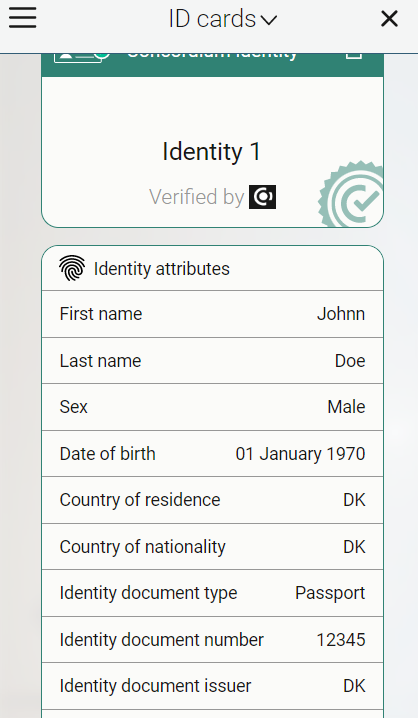 ID cards
Concordium Identity
Identity 1
Verified by
Identity attributes
First name Johnn
Last name Doe
Sex Male
Date of birth 01 January 1970
Country of residence DK
Country of nationality DK
Identity document type Passport
Identity document number 12345
Identity document issuer DK